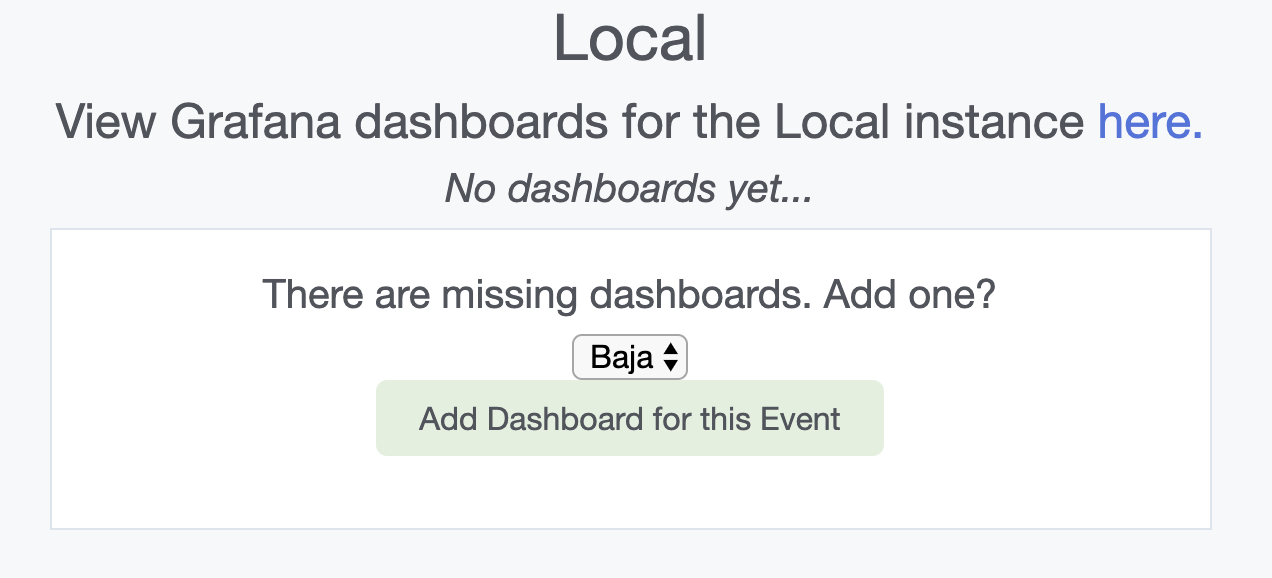 Local
View Grafana dashboards for the Local instance here.
No dashboards yet...
There are missing dashboards. Add one?
Baja
Add Dashboard for this Event